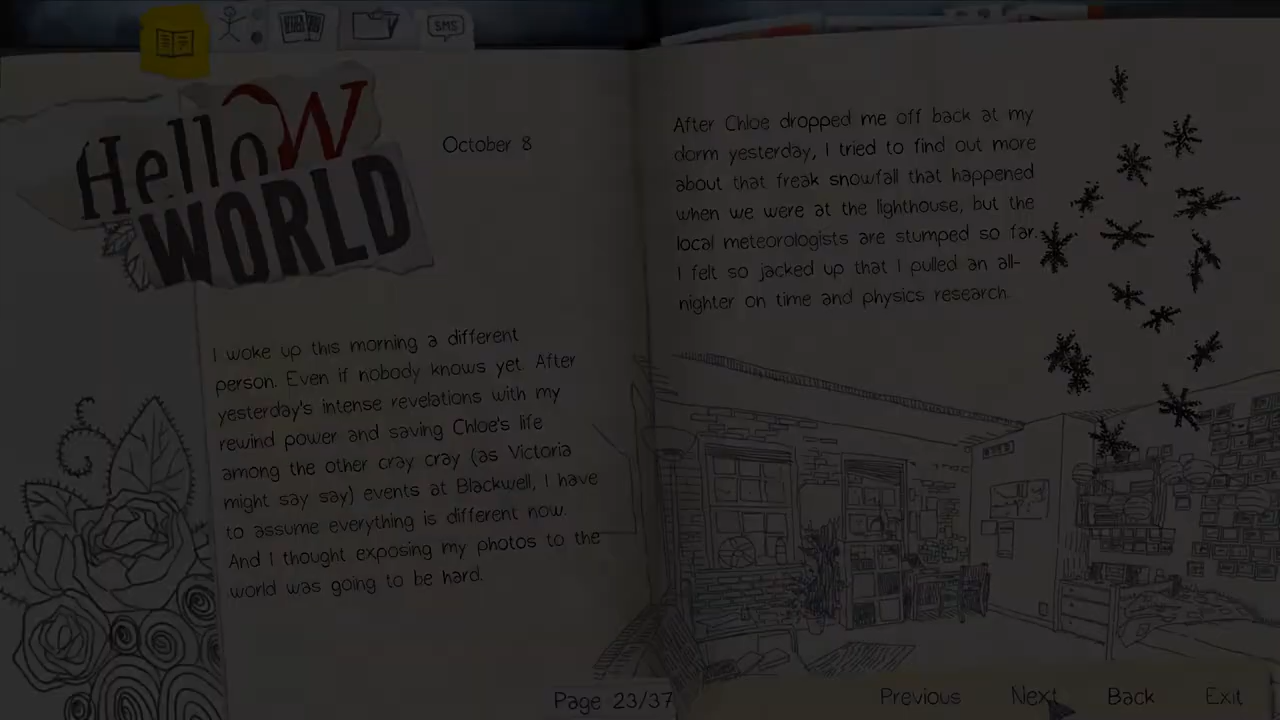 SMS
HelloW
WORLD
October 8
I woke up this morning a different
person. Even if nobody knows yet. After
yesterday's intense revelations with my
rewind power and saving Chloe's life
among the other cray cray (as Victoria
might say say) events at Blackwell, I have
to assume everything is different now.
And I thought exposing my photos to the
world was going to be hard.
After Chloe dropped me off back at my
dorm yesterday, I tried to find out more
about that freak snowfall that happened
when we were at the lighthouse, but the
local meteorologists are stumped so far.
I felt so jacked up that I pulled an all-
nighter on time and physics research.
Page 23/37
Previous Next Back Exit